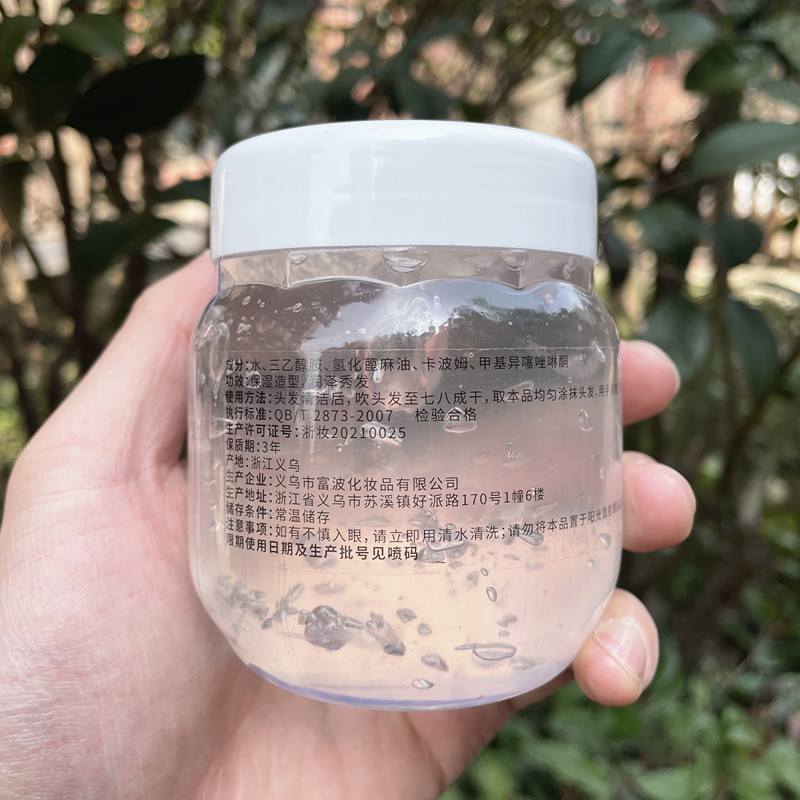 成分:水、三乙醇胺、氢化蓖麻油、卡波姆、甲基异噻唑啉酮
功效:保湿造型/润泽秀发
使用方法:头发清洁后,吹头发至七八成干,取本品均匀涂抹头发,用手
执行标准:QB/T 2873-2007 检验合格
生产许可证号:浙妆20210025
保质期:3年
产地:浙江义乌
生产企业:义乌市富波化妆品有限公司
生产地址:浙江省义乌市苏溪镇好派路170号1幢6楼
储存条件:常温储存
注意事项:如有不慎入眼,请立即用清水清洗;请勿将本品置于阳光直射
限期使用日期及生产批号见喷码